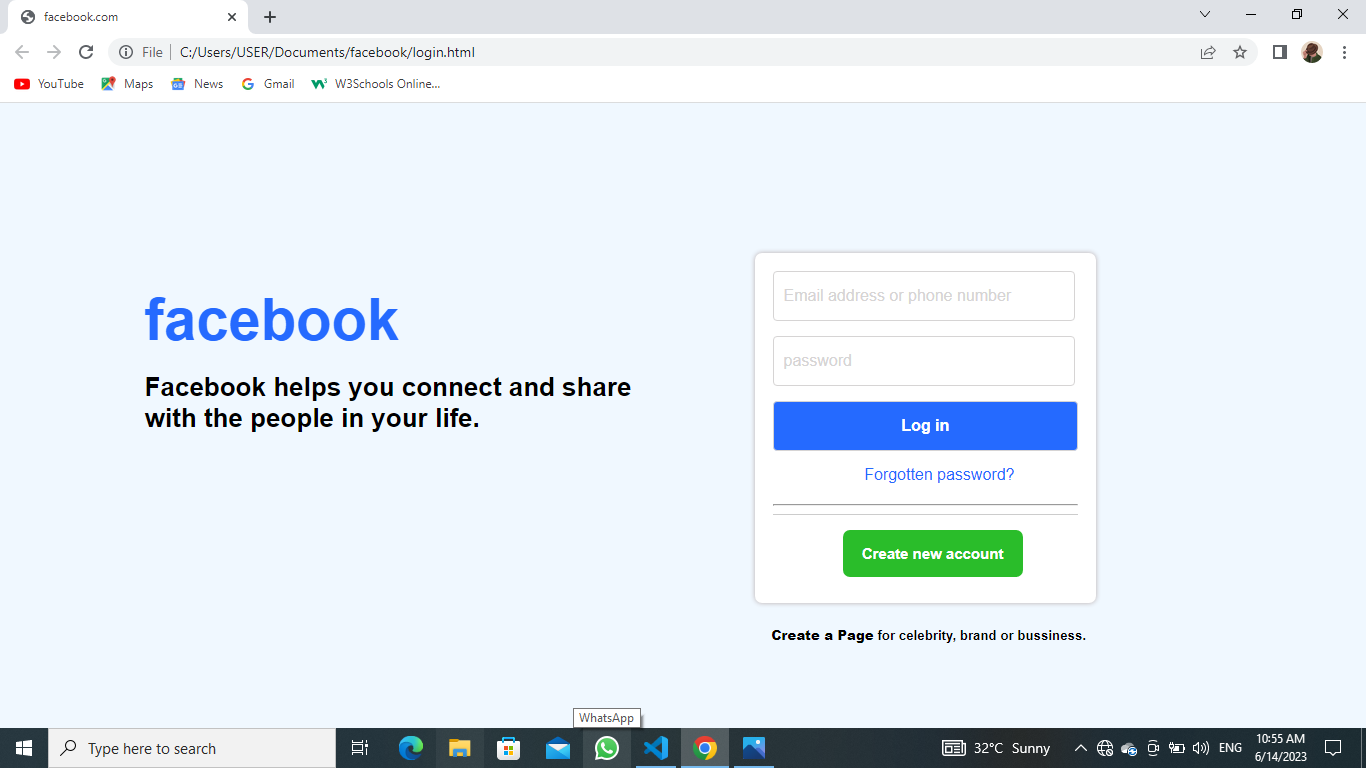 facebook.com
File
C:/Users/USER/Documents/facebook/login.html
YouTube
Maps
News
Gmail
W3Schools Online...
facebook
Facebook helps you connect and share
with the people in your life.
Email address or phone number
password
Log in
Forgotten password?
Create new account
Create a Page for celebrity, brand or bussiness.
WhatsApp
Type here to search
32°C Sunny
ENG
10:55 AM
6/14/2023